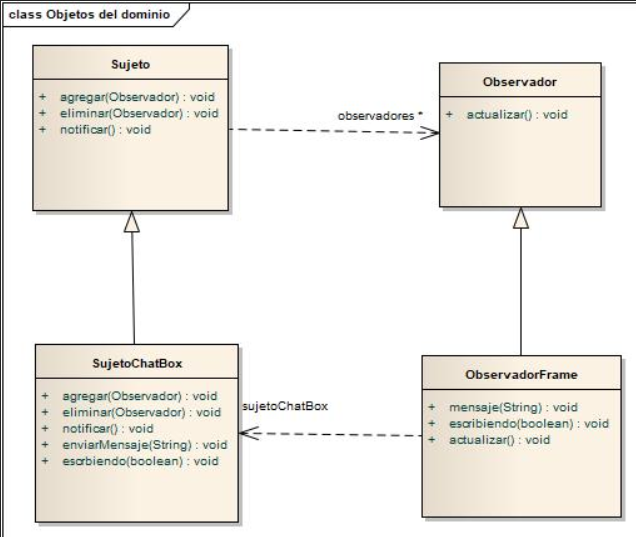 class Objetos del dominio
Sujeto
+ agregar(Observador) : void
+ eliminar(Observador) : void
+ notificar() : void
observadores *
Observador
+ actualizar() : void
SujetoChatBox
+ agregar(Observador) : void
+ eliminar(Observador) : void
+ notificar() : void
+ enviarMensaje(String) : void
+ escrbiendo(boolean) : void
sujetoChatBox
ObservadorFrame
+ mensaje(String) : void
+ escribiendo(boolean) : void
+ actualizar() : void